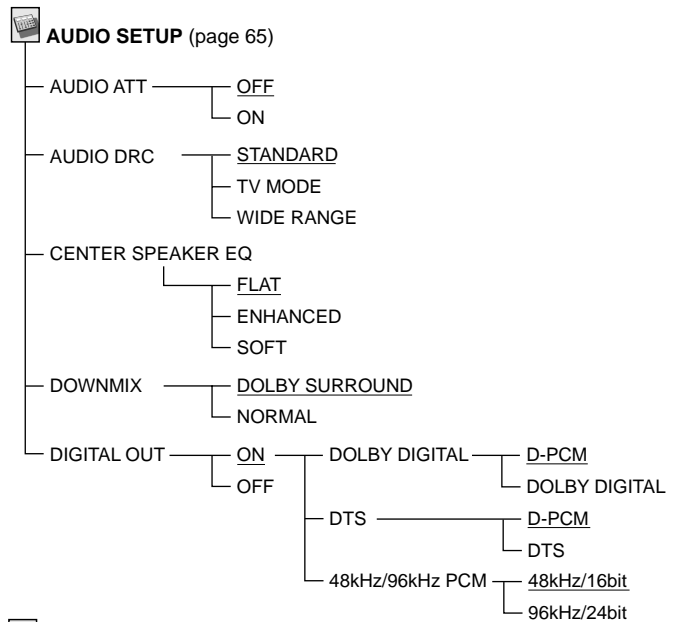 AUDIO SETUP (page 65)
AUDIO ATT OFF
ON
AUDIO DRC STANDARD
TV MODE
WIDE RANGE
CENTER SPEAKER EQ
FLAT
ENHANCED
SOFT
DOWNMIX DOLBY SURROUND
NORMAL
DIGITAL OUT ON DOLBY DIGITAL D-PCM
OFF DOLBY DIGITAL
DTS D-PCM
DTS
48kHz/96kHz PCM 48kHz/16bit
96kHz/24bit